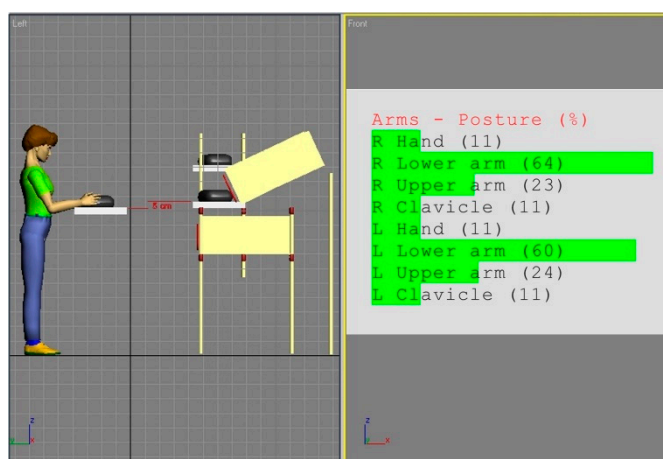 Left
5 cm
z
y
x
Front
Arms - Posture (%)
R Hand (11)
R Lower arm (64)
R Upper arm (23)
R Clavicle (11)
L Hand (11)
L Lower arm (60)
L Upper arm (24)
L Clavicle (11)
z
y
x